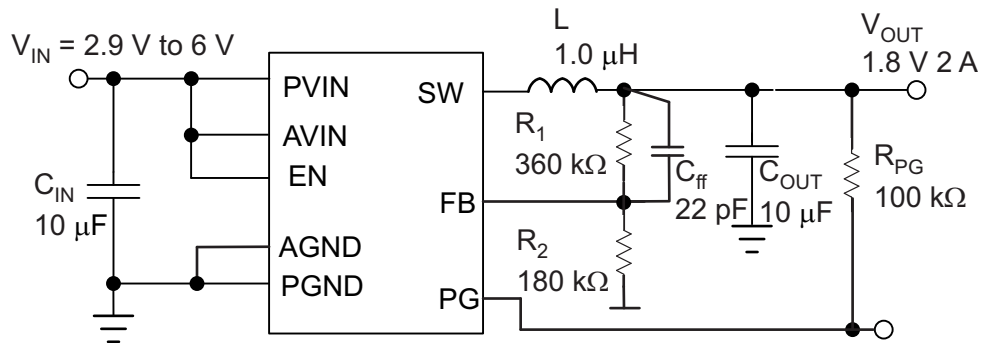 V_IN = 2.9 V to 6 V
PVIN
AVIN
EN
AGND
PGND
SW
FB
PG
C_IN
10 μF
L
1.0 μH
R_1
360 kΩ
C_ff
22 pF
R_2
180 kΩ
C_OUT
10 μF
V_OUT
1.8 V 2 A
R_PG
100 kΩ